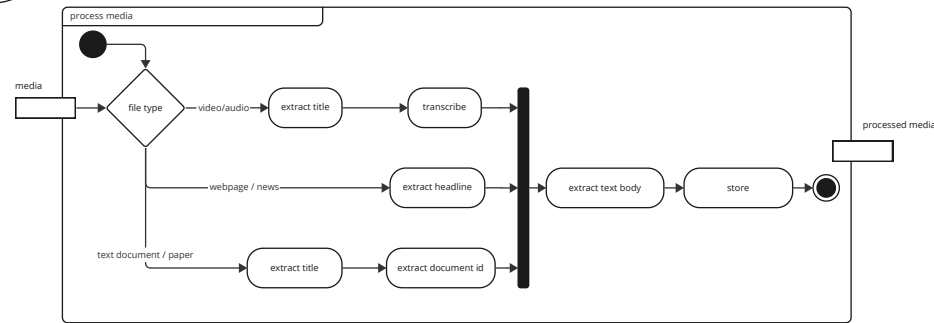 process media
media
file type
video/audio
extract title
transcribe
processed media
webpage / news
extract headline
extract text body
store
text document / paper
extract title
extract document id